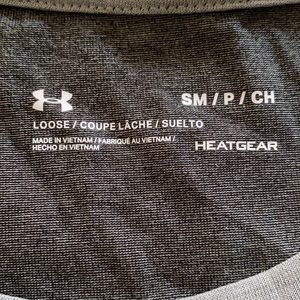 SM / P / CH
LOOSE / COUPE LÂCHE / SUELTO
MADE IN VIETNAM / FABRIQUÉ AU VIETNAM /
HECHO EN VIETNAM
HEATGEAR